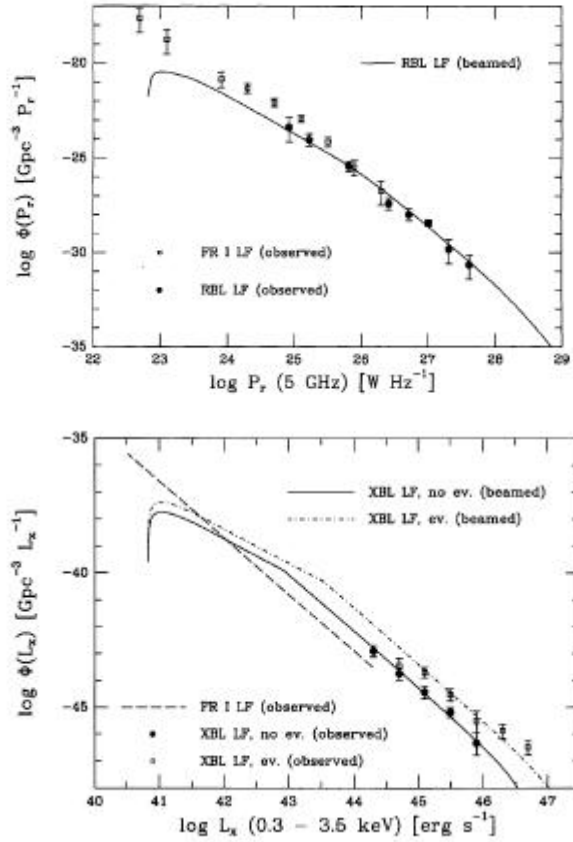 −20
−25
−30
−35
log Φ(P_r) [Gpc⁻³ P_r⁻¹]
RBL LF (beamed)
FR I LF (observed)
RBL LF (observed)
22 23 24 25 26 27 28 29
log P_r (5 GHz) [W Hz⁻¹]
−35
−40
−45
log Φ(L_x) [Gpc⁻³ L_x⁻¹]
XBL LF, no ev. (beamed)
XBL LF, ev. (beamed)
FR I LF (observed)
XBL LF, no ev. (observed)
XBL LF, ev. (observed)
40 41 42 43 44 45 46 47
log L_x (0.3 − 3.5 keV) [erg s⁻¹]